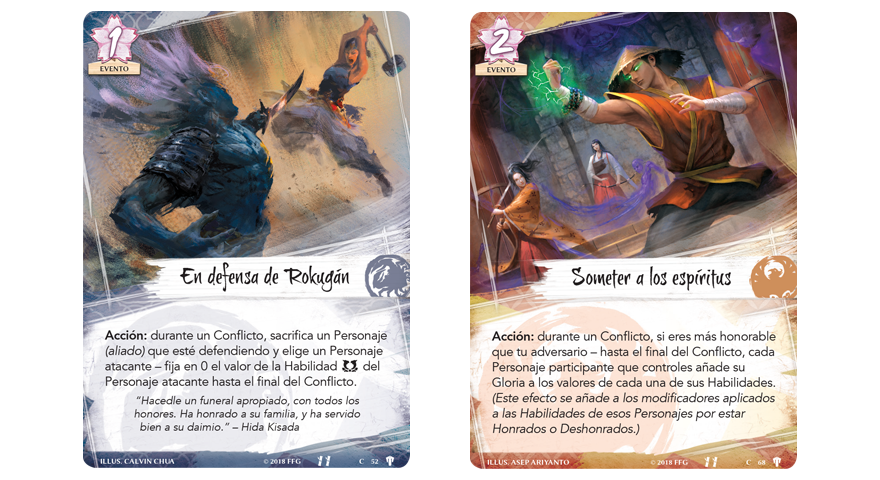 1
EVENTO
En defensa de Rokugán
Acción: durante un Conflicto, sacrifica un Personaje
(aliado) que esté defendiendo y elige un Personaje
atacante – fija en 0 el valor de la Habilidad del
Personaje atacante hasta el final del Conflicto.
“Hacedle un funeral apropiado, con todos los
honores. Ha honrado a su familia, y ha servido
bien a su daimio.” – Hida Kisada
ILLUS. CALVIN CHUA © 2018 FFG C 52
2
EVENTO
Someter a los espíritus
Acción: durante un Conflicto, si eres más honorable
que tu adversario – hasta el final del Conflicto, cada
Personaje participante que controles añade su
Gloria a los valores de cada una de sus Habilidades.
(Este efecto se añade a los modificadores aplicados
a las Habilidades de esos Personajes por estar
Honrados o Deshonrados.)
ILLUS. ASEP ARIYANTO © 2018 FFG C 68